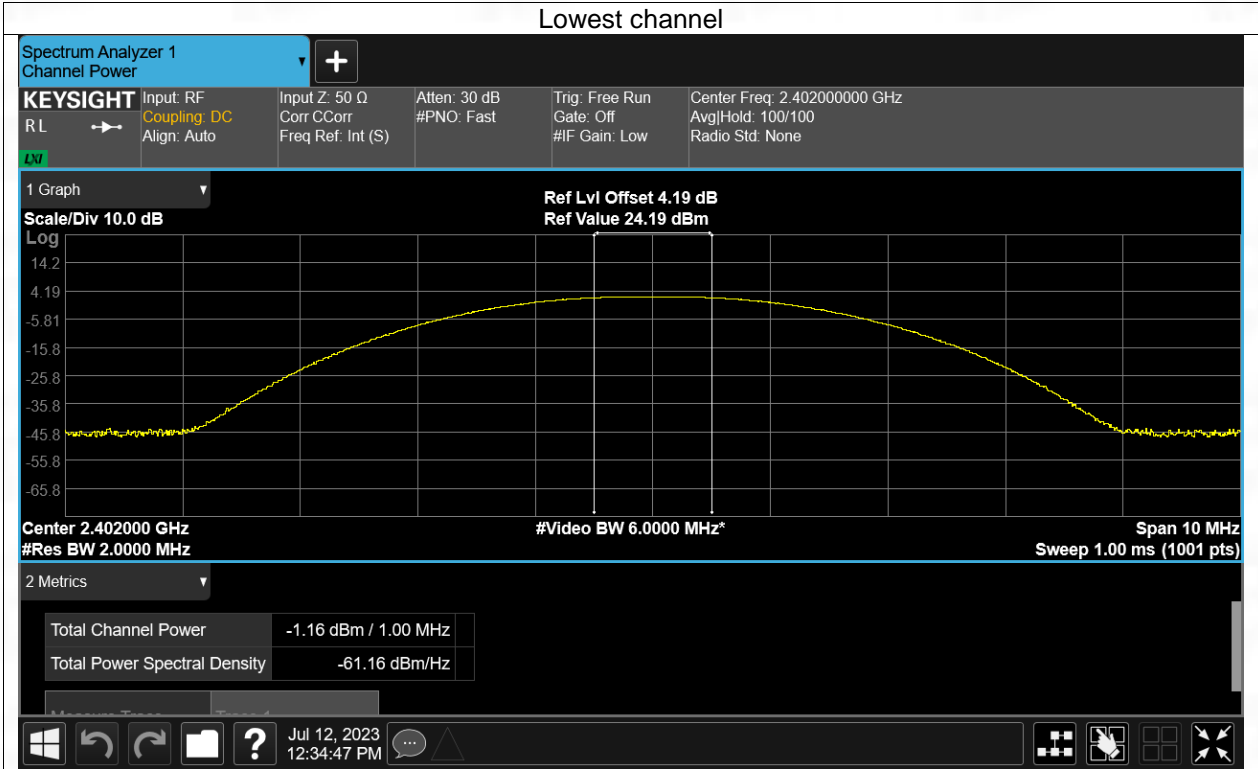 Lowest channel
Spectrum Analyzer 1
Channel Power
KEYSIGHT
R L
LXI
Input: RF
Coupling: DC
Align: Auto
Input Z: 50 Ω
Corr CCorr
Freq Ref: Int (S)
Atten: 30 dB
#PNO: Fast
Trig: Free Run
Gate: Off
#IF Gain: Low
Center Freq: 2.402000000 GHz
Avg|Hold: 100/100
Radio Std: None
1 Graph
Scale/Div 10.0 dB
Ref Lvl Offset 4.19 dB
Ref Value 24.19 dBm
Log
14.2
4.19
-5.81
-15.8
-25.8
-35.8
-45.8
-55.8
-65.8
Center 2.402000 GHz
#Res BW 2.0000 MHz
#Video BW 6.0000 MHz*
Span 10 MHz
Sweep 1.00 ms (1001 pts)
2 Metrics
Total Channel Power -1.16 dBm / 1.00 MHz
Total Power Spectral Density -61.16 dBm/Hz
?
Jul 12, 2023
12:34:47 PM